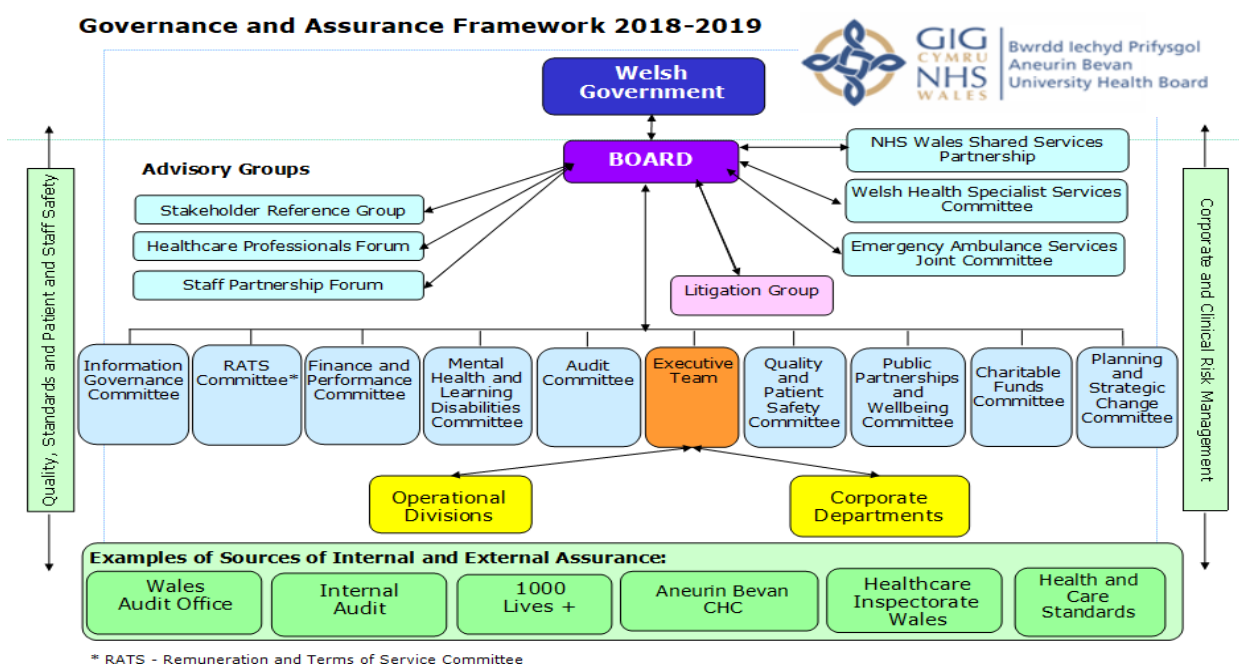 Governance and Assurance Framework 2018-2019
GIG
CYMRU
NHS
WALES
Bwrdd Iechyd Prifysgol
Aneurin Bevan
University Health Board
Welsh
Government
BOARD
Advisory Groups
Stakeholder Reference Group
Healthcare Professionals Forum
Staff Partnership Forum
NHS Wales Shared Services
Partnership
Welsh Health Specialist Services
Committee
Emergency Ambulance Services
Joint Committee
Litigation Group
Quality, Standards and Patient and Staff Safety
Corporate and Clinical Risk Management
Information
Governance
Committee
RATS
Committee*
Finance and
Performance
Committee
Mental
Health and
Learning
Disabilities
Committee
Audit
Committee
Executive
Team
Quality
and
Patient
Safety
Committee
Public
Partnerships
and
Wellbeing
Committee
Charitable
Funds
Committee
Planning
and
Strategic
Change
Committee
Operational
Divisions
Corporate
Departments
Examples of Sources of Internal and External Assurance:
Wales
Audit Office
Internal
Audit
1000
Lives +
Aneurin Bevan
CHC
Healthcare
Inspectorate
Wales
Health and
Care
Standards
* RATS - Remuneration and Terms of Service Committee